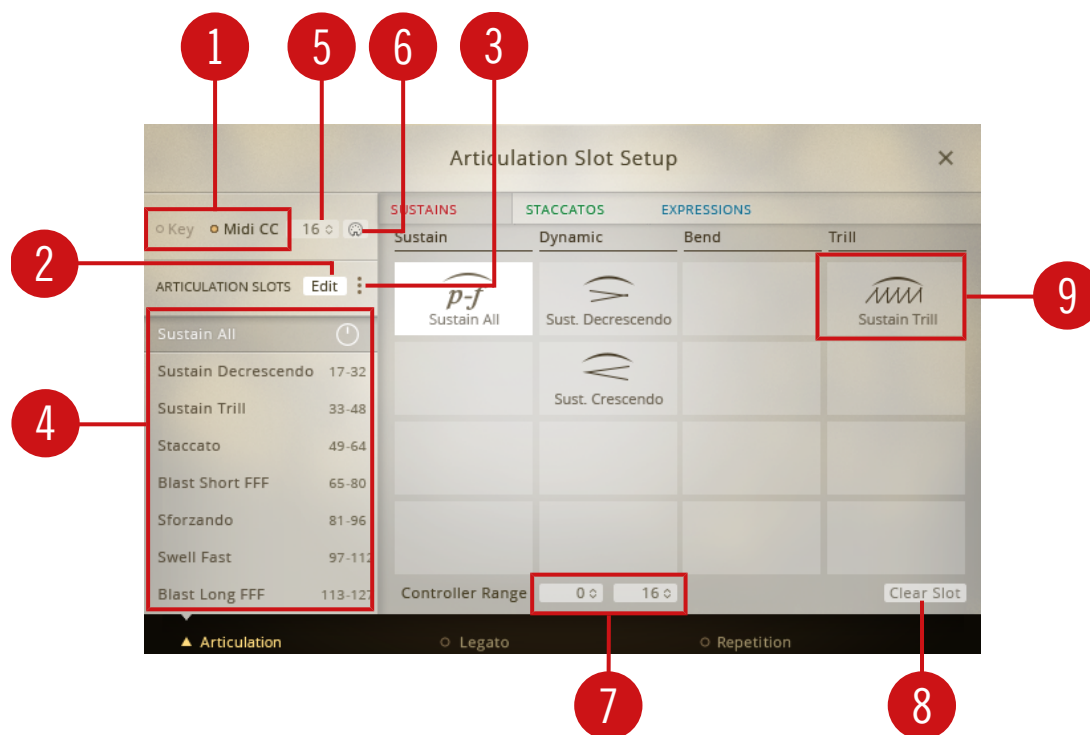 1 5 6 3
Articulation Slot Setup ×
Key Midi CC 16
SUSTAINS STACCATOS EXPRESSIONS
Sustain Dynamic Bend Trill
2
ARTICULATION SLOTS Edit
p-f
Sustain All Sust. Decrescendo Sustain Trill
9
Sustain All
Sustain Decrescendo 17-32
Sust. Crescendo
Sustain Trill 33-48
4
Staccato 49-64
Blast Short FFF 65-80
Sforzando 81-96
Swell Fast 97-112
Blast Long FFF 113-127
Controller Range 0 16 Clear Slot
Articulation Legato Repetition
7 8